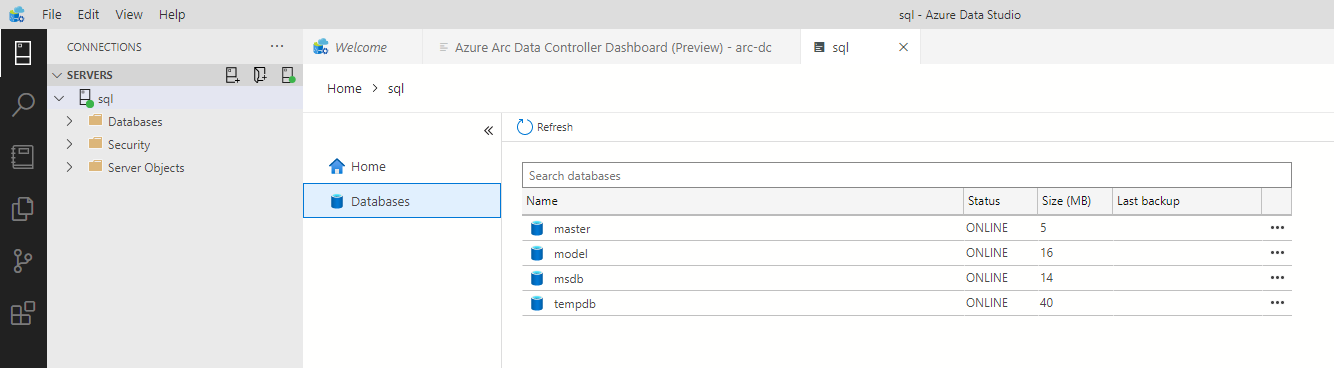 File Edit View Help
sql - Azure Data Studio
CONNECTIONS
SERVERS
sql
Databases
Security
Server Objects
Welcome
Azure Arc Data Controller Dashboard (Preview) - arc-dc
sql
Home > sql
Home
Databases
Refresh
Search databases
Name Status Size (MB) Last backup
master ONLINE 5
model ONLINE 16
msdb ONLINE 14
tempdb ONLINE 40